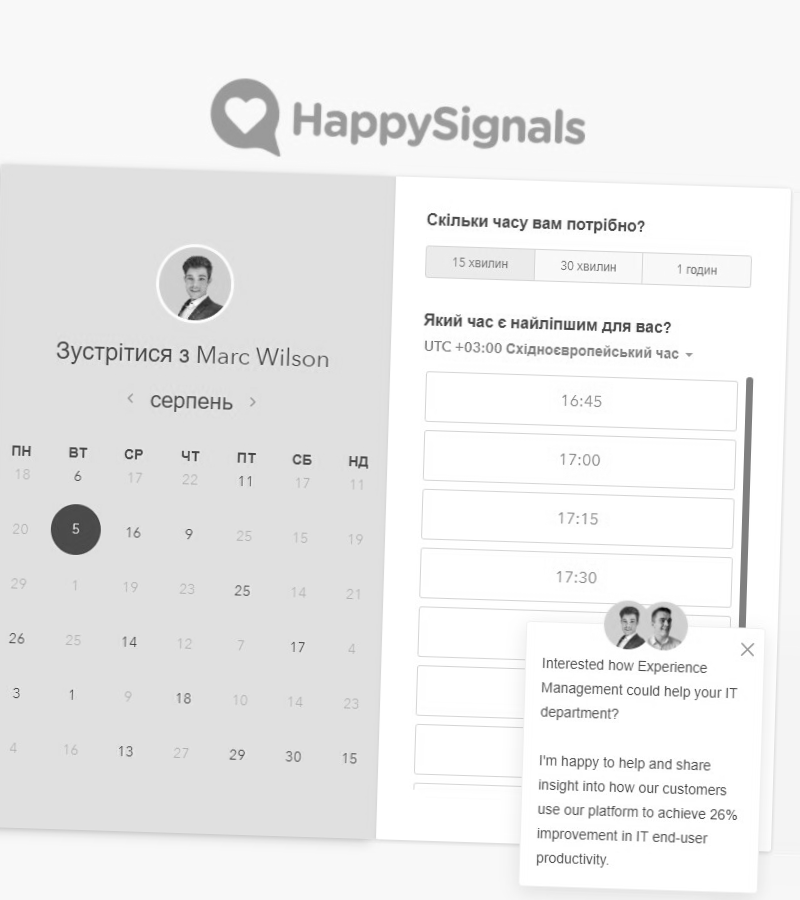 HappySignals
Зустрітися з Marc Wilson
серпень
ПН ВТ СР ЧТ ПТ СБ НД
18 6 17 22 11 17 11
20 5 16 9 25 15 19
29 1 19 23 25 14 21
26 25 14 12 7 17 4
3 1 9 18 10 14 23
4 16 13 27 29 30 15
Скільки часу вам потрібно?
15 хвилин 30 хвилин 1 годин
Який час є найліпшим для вас?
UTC +03:00 Східноєвропейський час
16:45
17:00
17:15
17:30
Interested how Experience
Management could help your IT
department?
I'm happy to help and share
insight into how our customers
use our platform to achieve 26%
improvement in IT end-user
productivity.